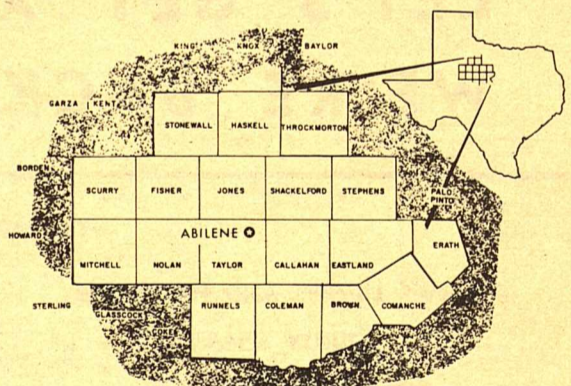 KING KNOX BAYLOR
GARZA KENT
STONEWALL HASKELL THROCKMORTON
BORDEN
SCURRY FISHER JONES SHACKELFORD STEPHENS
PALO
PINTO
HOWARD
ABILENE
ERATH
MITCHELL NOLAN TAYLOR CALLAHAN EASTLAND
STERLING
GLASSCOCK
COKE
RUNNELS COLEMAN BROWN COMANCHE